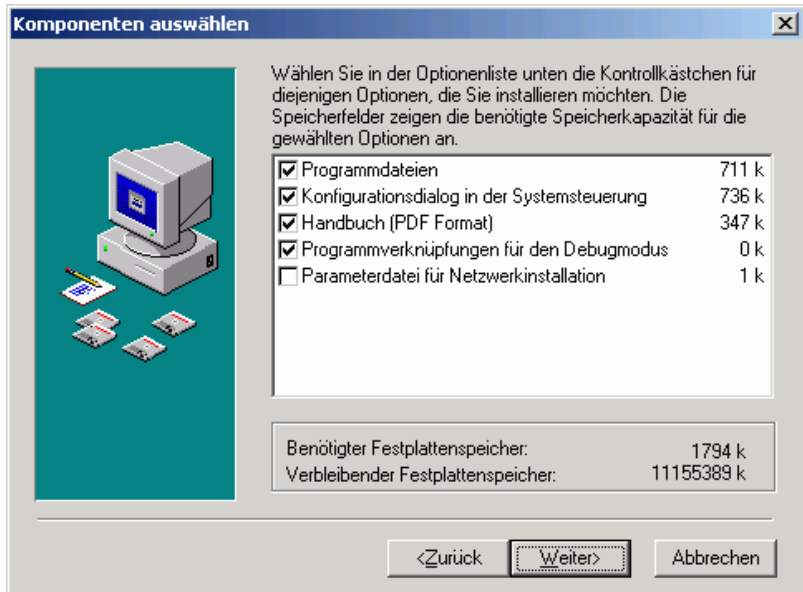 Komponenten auswählen
Wählen Sie in der Optionenliste unten die Kontrollkästchen für
diejenigen Optionen, die Sie installieren möchten. Die
Speicherfelder zeigen die benötigte Speicherkapazität für die
gewählten Optionen an.
Programmdateien 711 k
Konfigurationsdialog in der Systemsteuerung 736 k
Handbuch (PDF Format) 347 k
Programmverknüpfungen für den Debugmodus 0 k
Parameterdatei für Netzwerkinstallation 1 k
Benötigter Festplattenspeicher: 1794 k
Verbleibender Festplattenspeicher: 11155389 k
<Zurück Weiter> Abbrechen